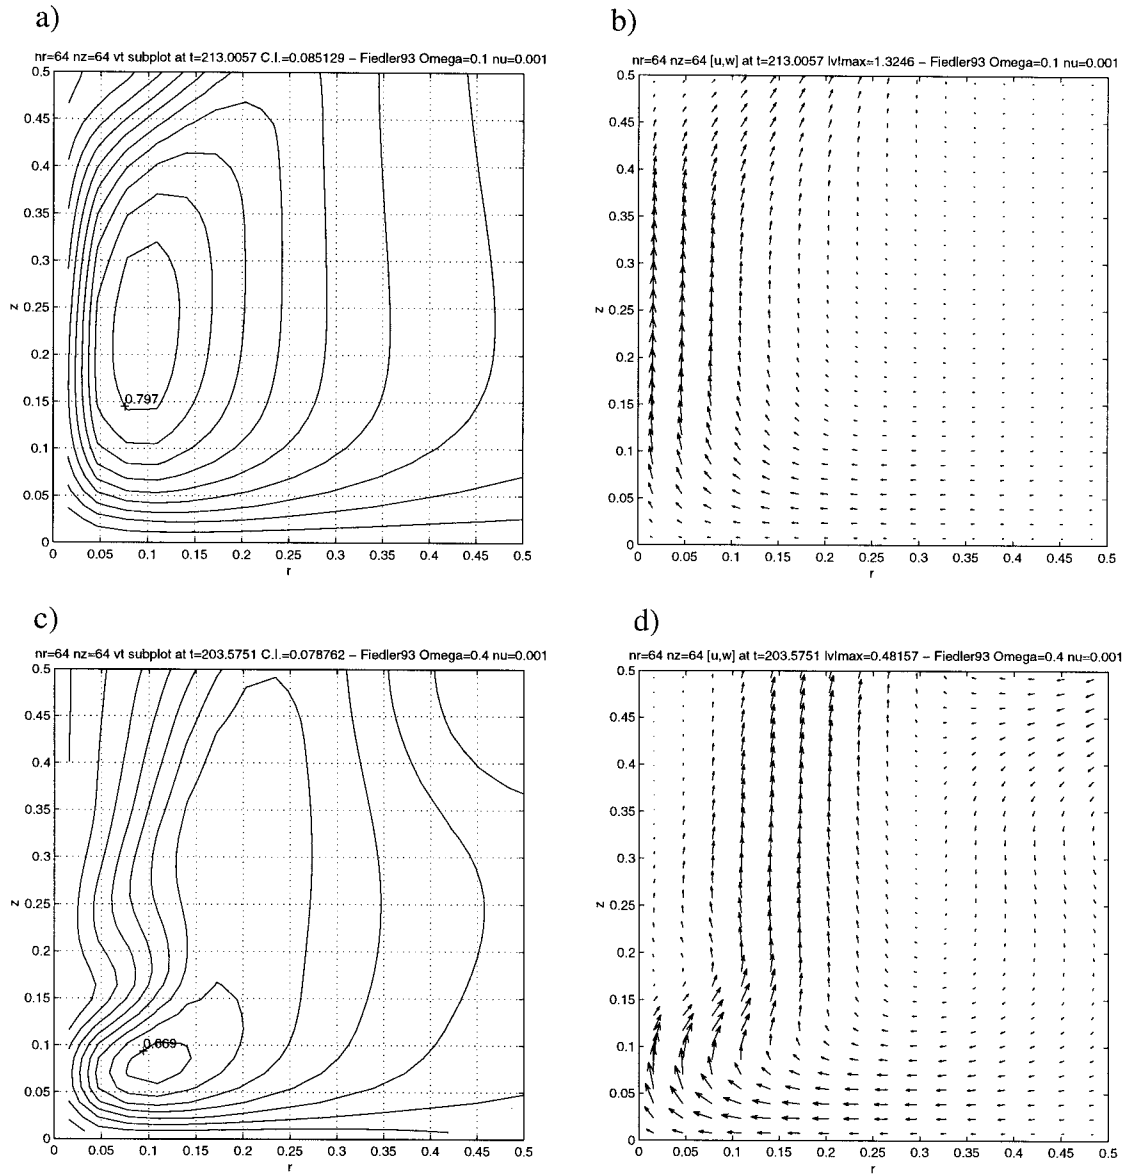 a)
nr=64 nz=64 vt subplot at t=213.0057 C.I.=0.085129 – Fiedler93 Omega=0.1 nu=0.001
0.5
0.45
0.4
0.35
0.3
z
0.25
0.2
0.15
0.1
0.05
0
0.797
0 0.05 0.1 0.15 0.2 0.25 0.3 0.35 0.4 0.45 0.5
r
b)
nr=64 nz=64 [u,w] at t=213.0057 lvlmax=1.3246 – Fiedler93 Omega=0.1 nu=0.001
0.5
0.45
0.4
0.35
0.3
z
0.25
0.2
0.15
0.1
0.05
0
0 0.05 0.1 0.15 0.2 0.25 0.3 0.35 0.4 0.45 0.5
r
c)
nr=64 nz=64 vt subplot at t=203.5751 C.I.=0.078762 – Fiedler93 Omega=0.4 nu=0.001
0.5
0.45
0.4
0.35
0.3
z
0.25
0.2
0.15
0.1
0.05
0
0.669
0 0.05 0.1 0.15 0.2 0.25 0.3 0.35 0.4 0.45 0.5
r
d)
nr=64 nz=64 [u,w] at t=203.5751 lvlmax=0.48157 – Fiedler93 Omega=0.4 nu=0.001
0.5
0.45
0.4
0.35
0.3
z
0.25
0.2
0.15
0.1
0.05
0
0 0.05 0.1 0.15 0.2 0.25 0.3 0.35 0.4 0.45 0.5
r